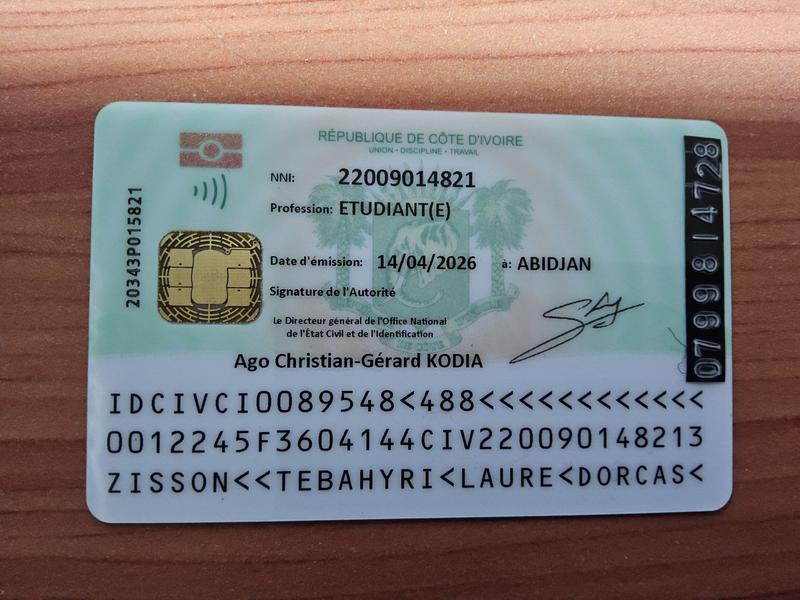 RÉPUBLIQUE DE CÔTE D'IVOIRE
UNION - DISCIPLINE - TRAVAIL
NNI: 22009014821
Profession: ETUDIANT(E)
20343P015821
Date d'émission: 14/04/2026 à: ABIDJAN
Signature de l'Autorité
Le Directeur général de l'Office National
de l'État Civil et de l'Identification
Ago Christian-Gérard KODIA
0799814728
IDCIVCI0089548<488<<<<<<<<<<<<
0012245F3604144CIV220090148213
ZISSON<<TEBAHYRI<LAURE<DORCAS<